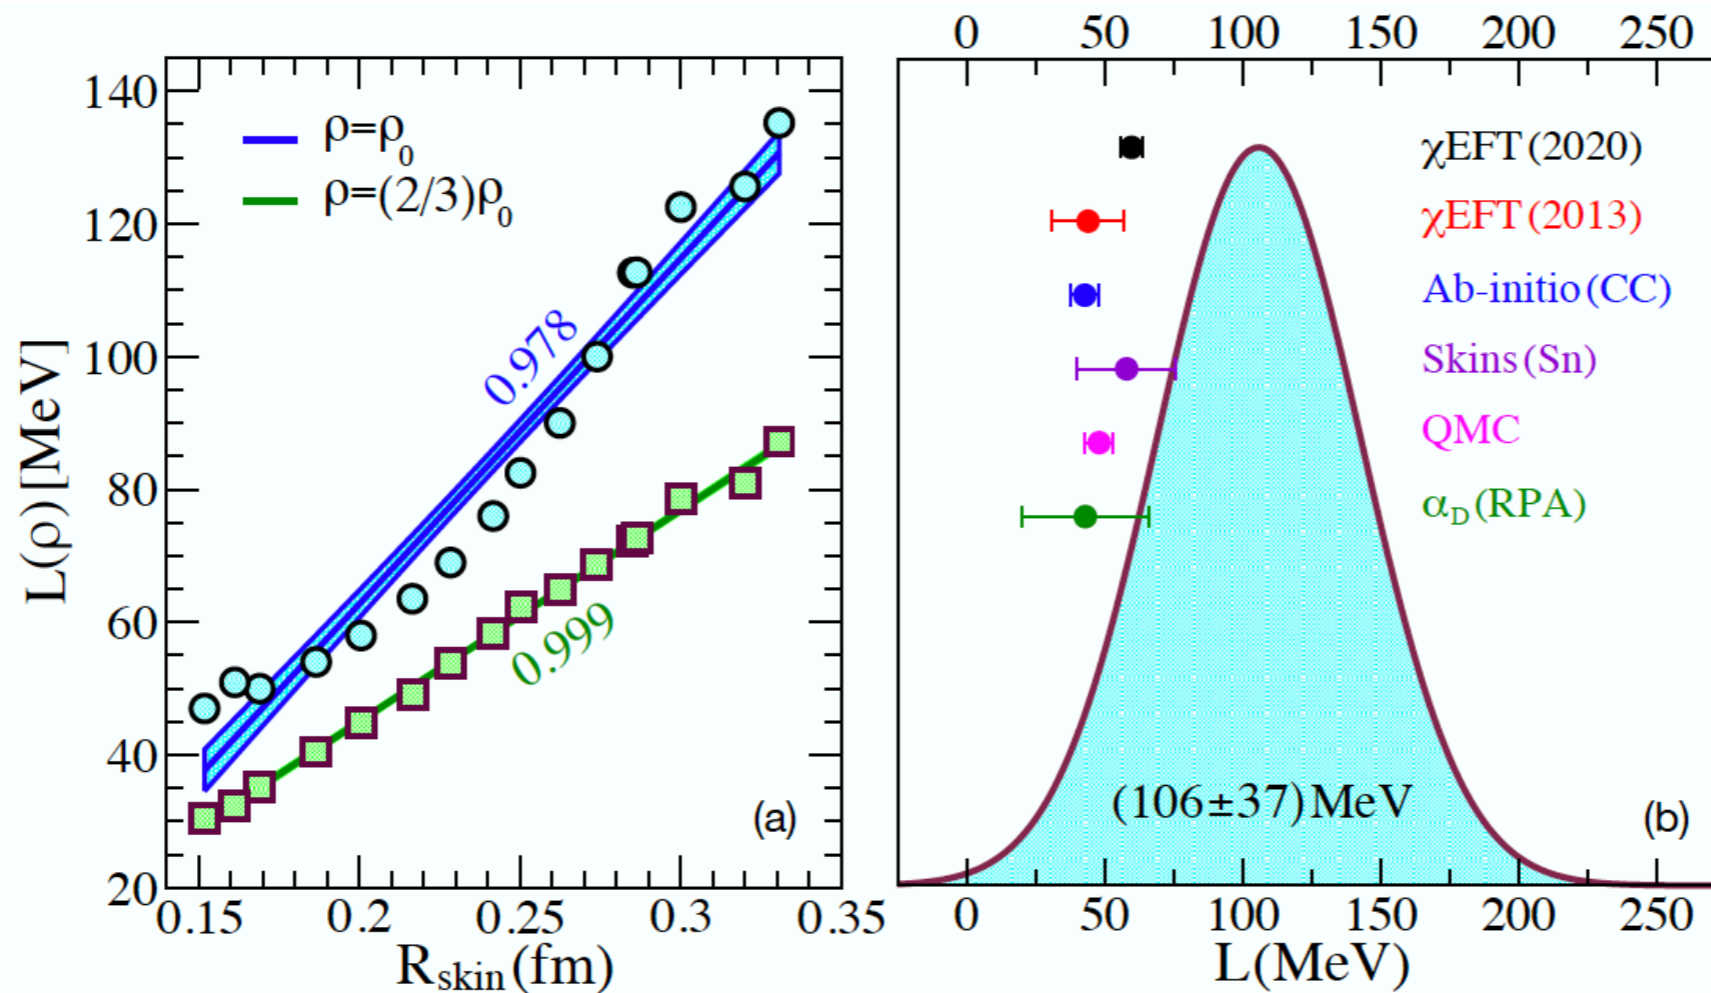 140
120
100
80
60
40
20
L(ρ) [MeV]
ρ=ρ₀
ρ=(2/3)ρ₀
0.978
0.999
(a)
0.15 0.2 0.25 0.3 0.35
R_skin (fm)
0 50 100 150 200 250
χEFT (2020)
χEFT (2013)
Ab-initio (CC)
Skins (Sn)
QMC
α_D (RPA)
(106±37) MeV
(b)
0 50 100 150 200 250
L(MeV)